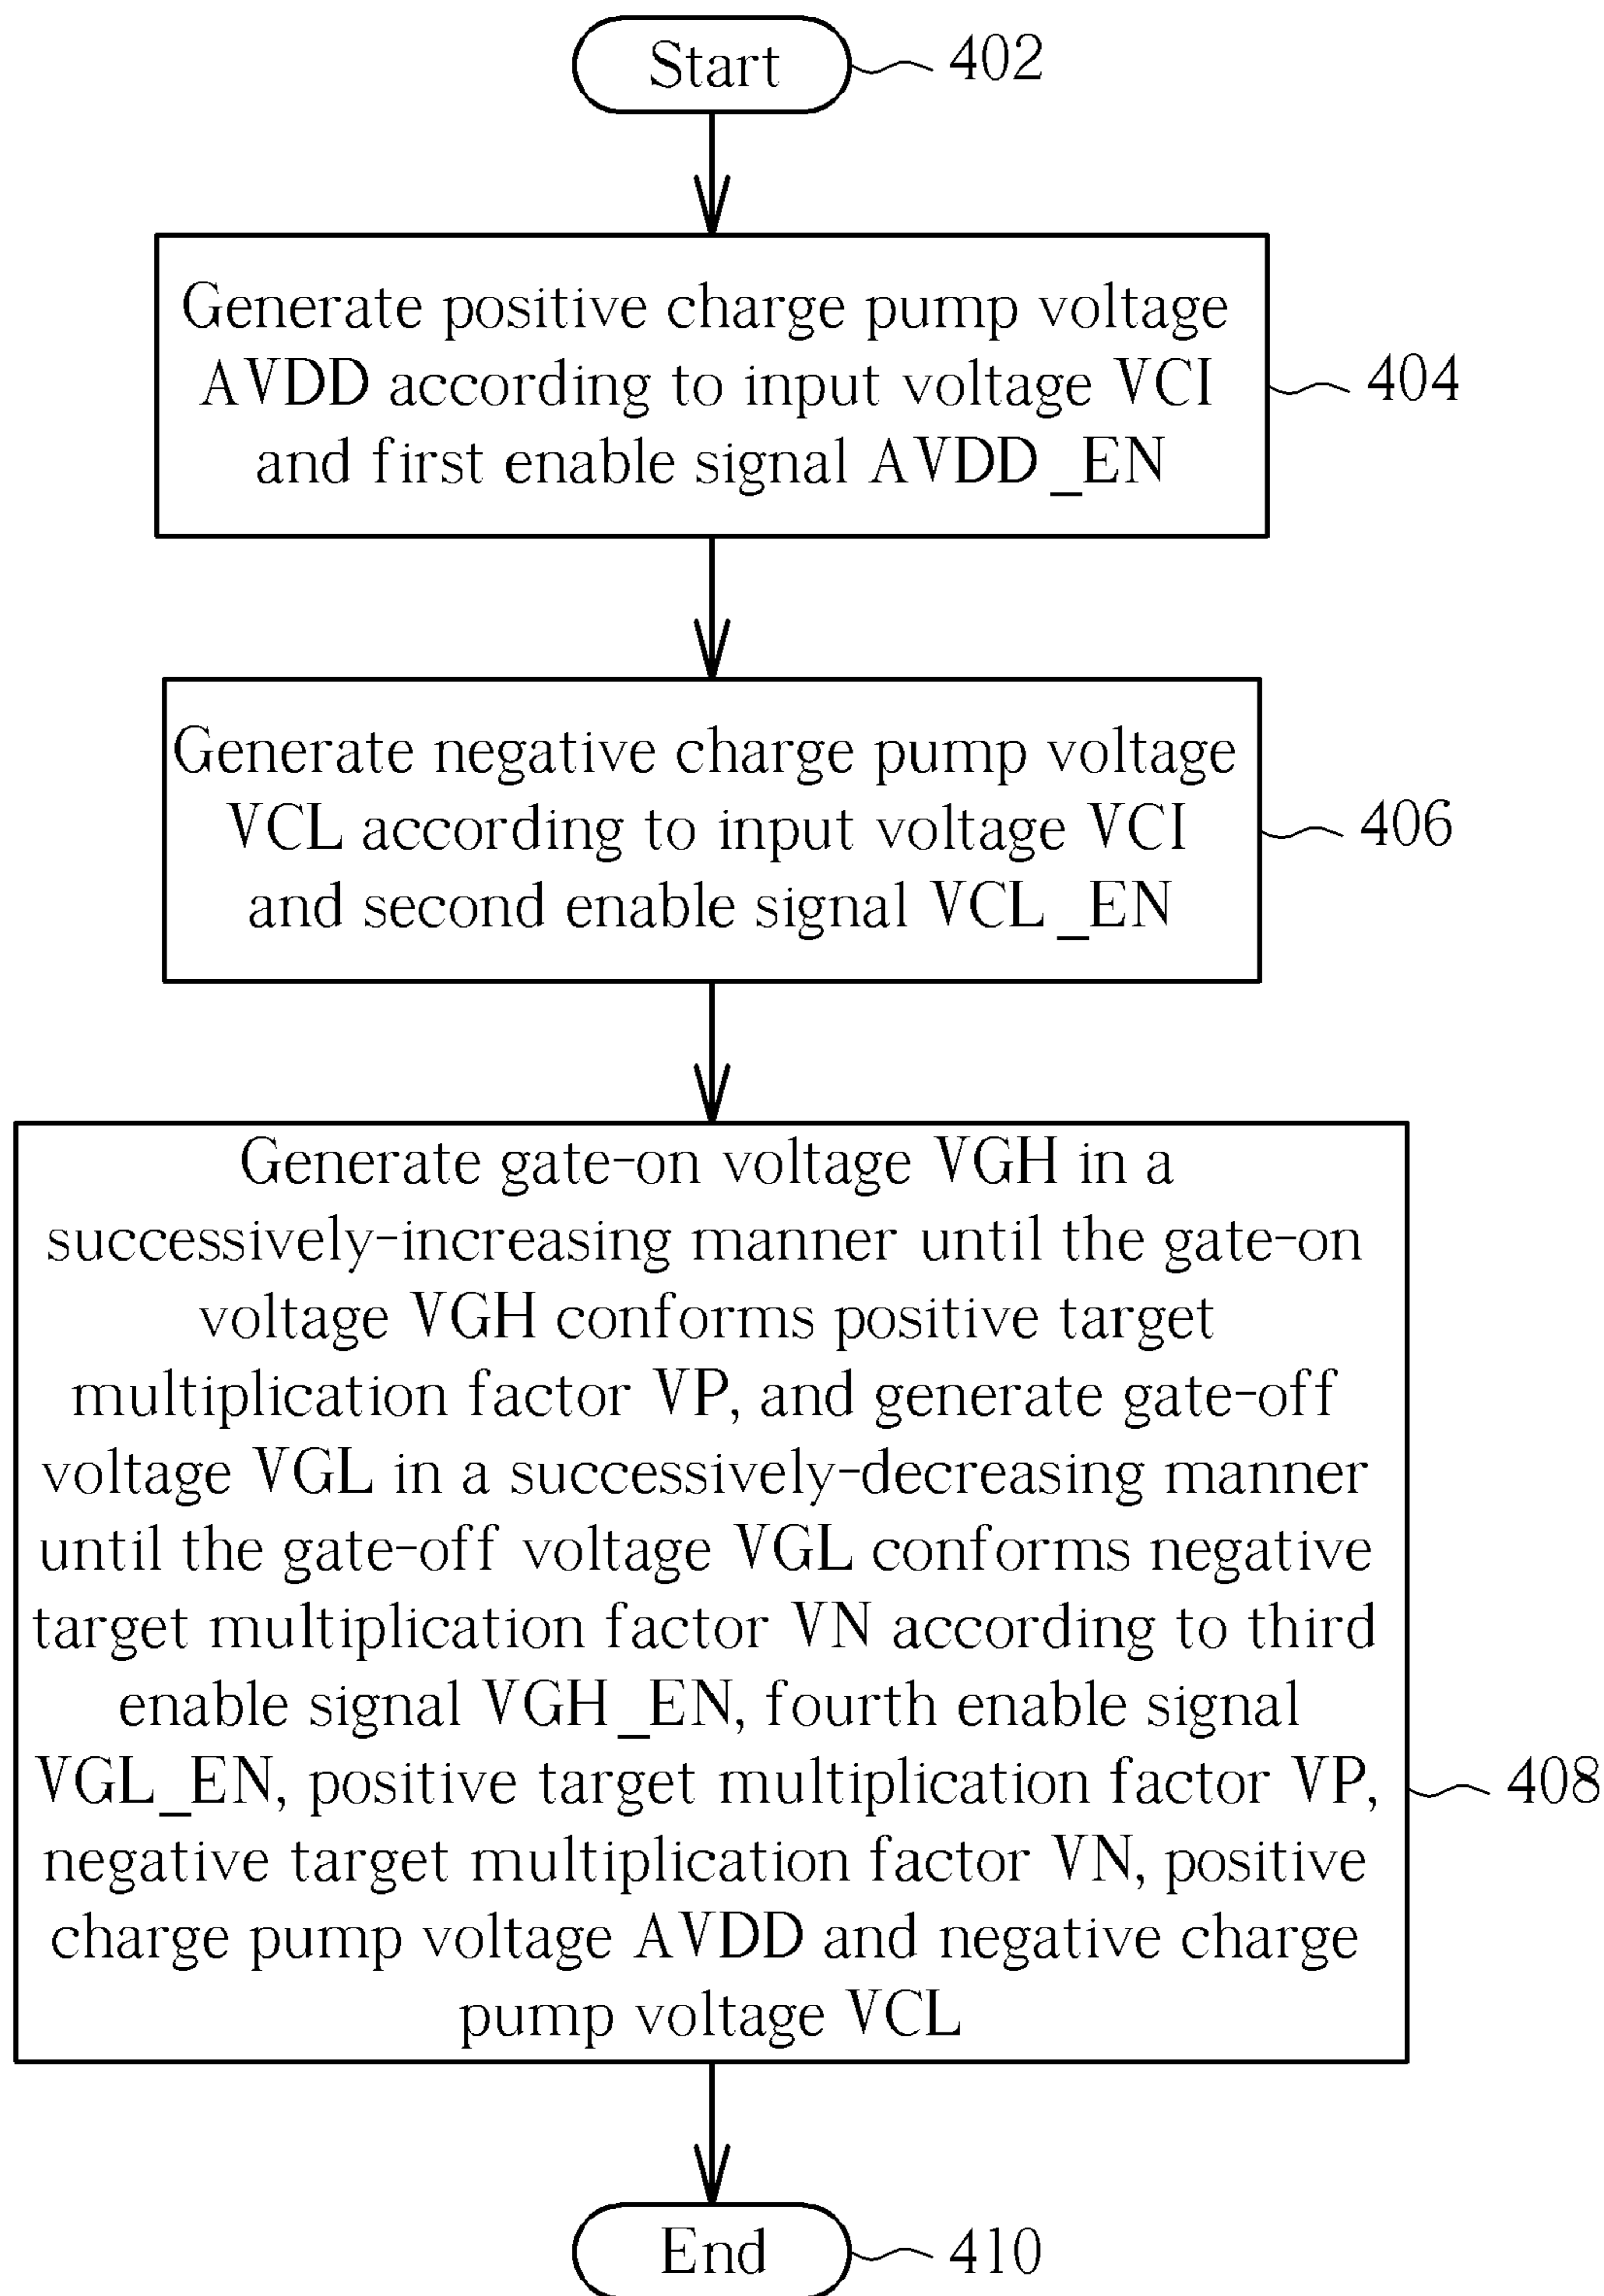 Start
402
Generate positive charge pump voltage
AVDD according to input voltage VCI
and first enable signal AVDD_EN
404
Generate negative charge pump voltage
VCL according to input voltage VCI
and second enable signal VCL_EN
406
Generate gate-on voltage VGH in a
successively-increasing manner until the gate-on
voltage VGH conforms positive target
multiplication factor VP, and generate gate-off
voltage VGL in a successively-decreasing manner
until the gate-off voltage VGL conforms negative
target multiplication factor VN according to third
enable signal VGH_EN, fourth enable signal
VGL_EN, positive target multiplication factor VP,
negative target multiplication factor VN, positive
charge pump voltage AVDD and negative charge
pump voltage VCL
408
End
410